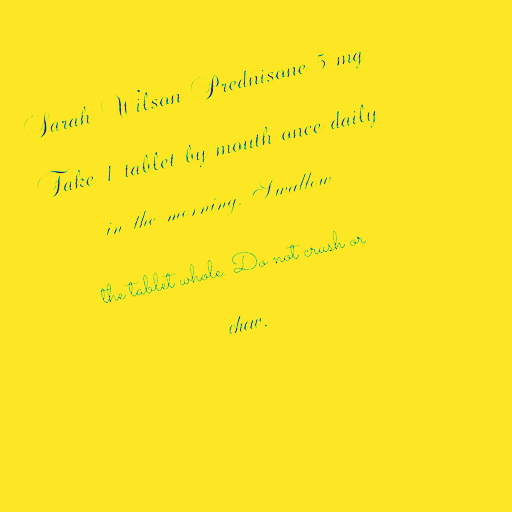 Sarah Wilson Prednisone 5 mg
Take 1 tablet by mouth once daily
in the morning. Swallow
the tablet whole. Do not crush or
chew.